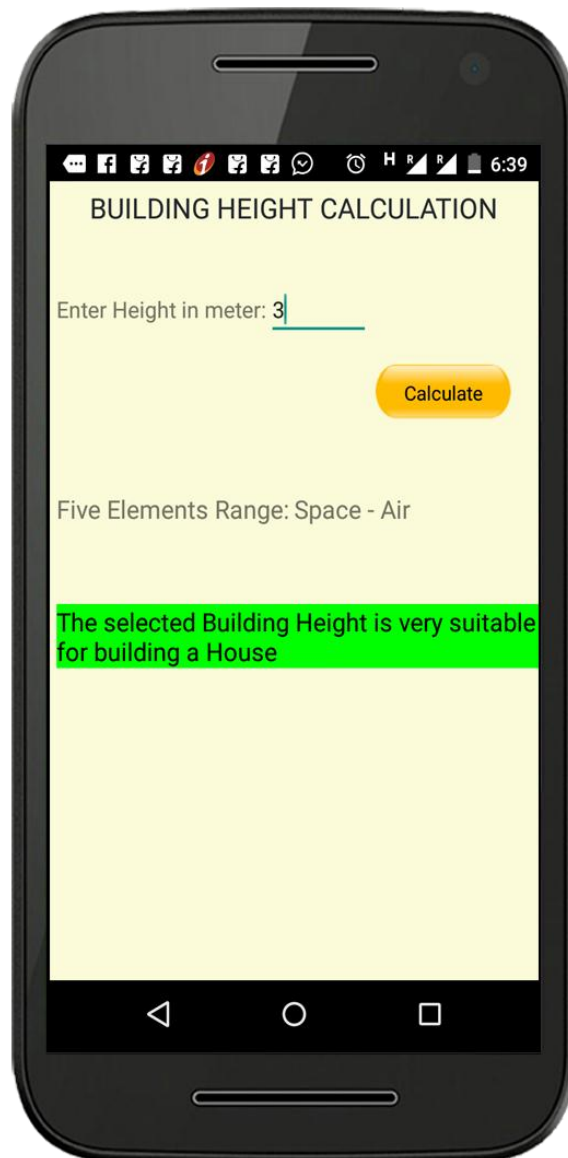 H R R 6:39
BUILDING HEIGHT CALCULATION
Enter Height in meter: 3
Calculate
Five Elements Range: Space - Air
The selected Building Height is very suitable
for building a House